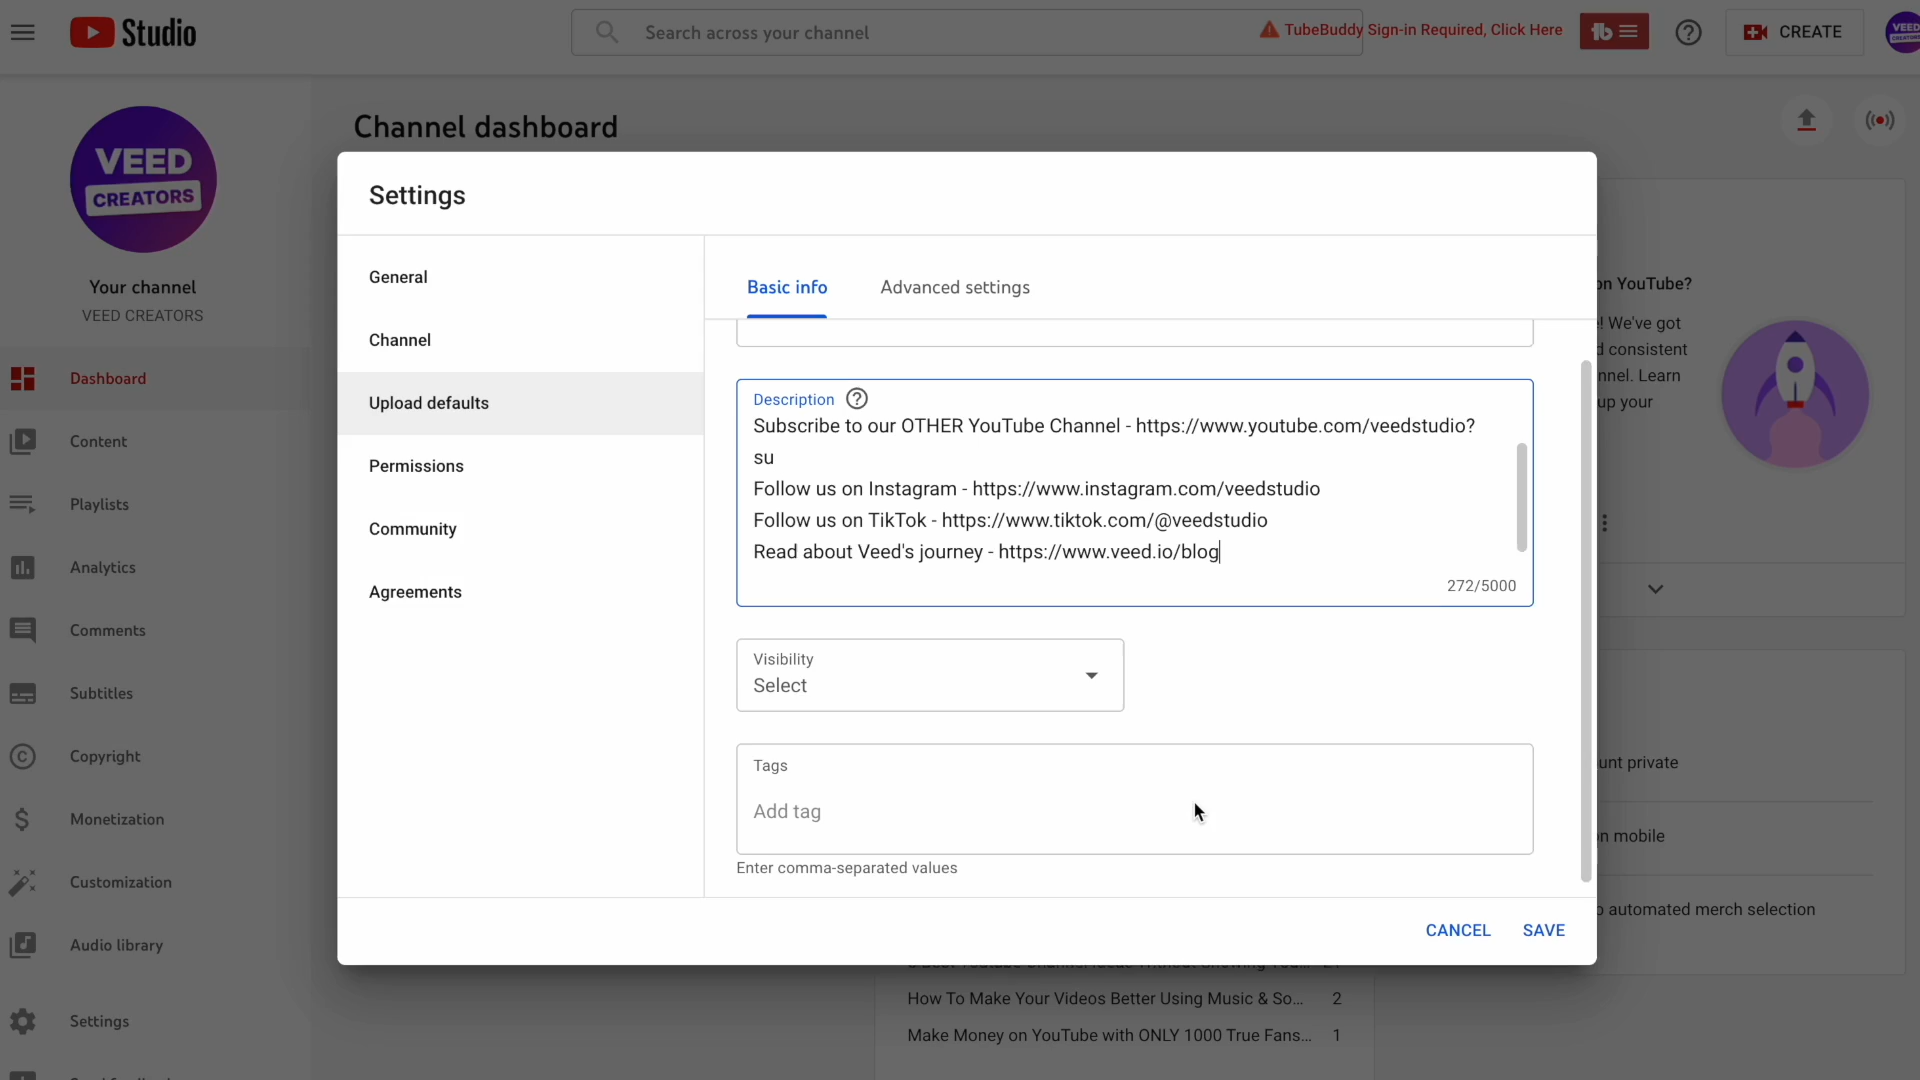 Studio
Search across your channel
TubeBuddy Sign-in Required, Click Here
tb
CREATE
VEED
CREATORS
Channel dashboard
VEED
CREATORS
Your channel
VEED CREATORS
Dashboard
Content
Playlists
Analytics
Comments
Subtitles
Copyright
Monetization
Customization
Audio library
Settings
Settings
General
Channel
Upload defaults
Permissions
Community
Agreements
Basic info
Advanced settings
Description
Subscribe to our OTHER YouTube Channel - https://www.youtube.com/veedstudio?
su
Follow us on Instagram - https://www.instagram.com/veedstudio
Follow us on TikTok - https://www.tiktok.com/@veedstudio
Read about Veed's journey - https://www.veed.io/blog
272/5000
Visibility
Select
Tags
Add tag
Enter comma-separated values
CANCEL
SAVE
on YouTube?
! We've got
d consistent
nnel. Learn
up your
unt private
n mobile
o automated merch selection
How To Make Your Videos Better Using Music & So... 2
Make Money on YouTube with ONLY 1000 True Fans... 1